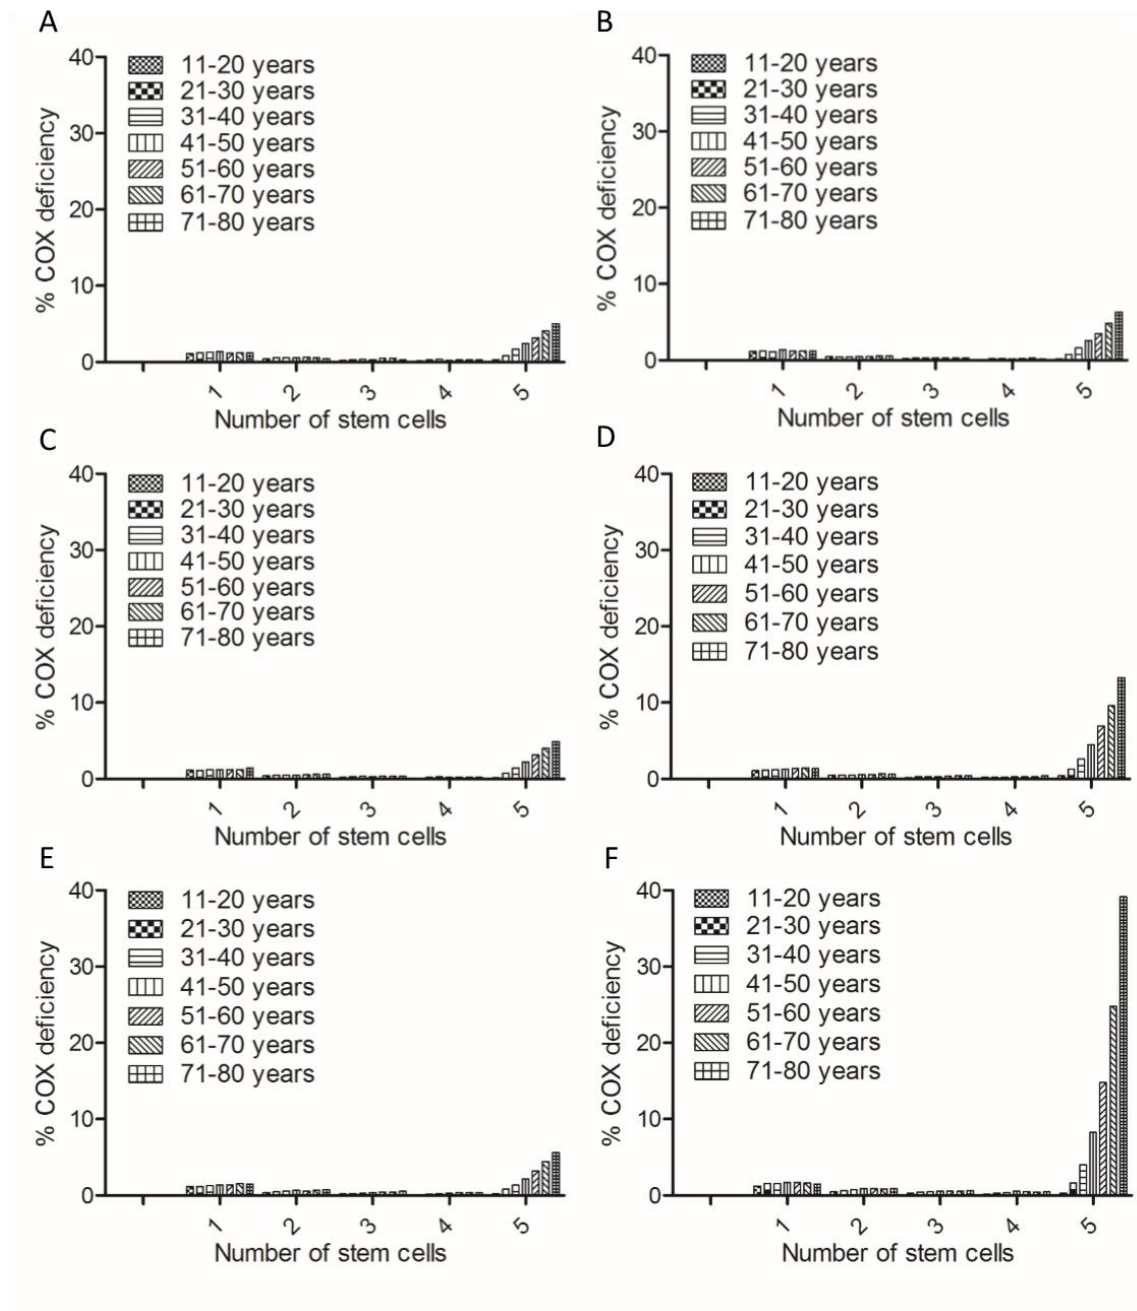 A
% COX deficiency
40
30
20
10
0
11-20 years
21-30 years
31-40 years
41-50 years
51-60 years
61-70 years
71-80 years
1 2 3 4 5
Number of stem cells
B
% COX deficiency
40
30
20
10
0
11-20 years
21-30 years
31-40 years
41-50 years
51-60 years
61-70 years
71-80 years
1 2 3 4 5
Number of stem cells
C
% COX deficiency
40
30
20
10
0
11-20 years
21-30 years
31-40 years
41-50 years
51-60 years
61-70 years
71-80 years
1 2 3 4 5
Number of stem cells
D
% COX deficiency
40
30
20
10
0
11-20 years
21-30 years
31-40 years
41-50 years
51-60 years
61-70 years
71-80 years
1 2 3 4 5
Number of stem cells
E
% COX deficiency
40
30
20
10
0
11-20 years
21-30 years
31-40 years
41-50 years
51-60 years
61-70 years
71-80 years
1 2 3 4 5
Number of stem cells
F
% COX deficiency
40
30
20
10
0
11-20 years
21-30 years
31-40 years
41-50 years
51-60 years
61-70 years
71-80 years
1 2 3 4 5
Number of stem cells